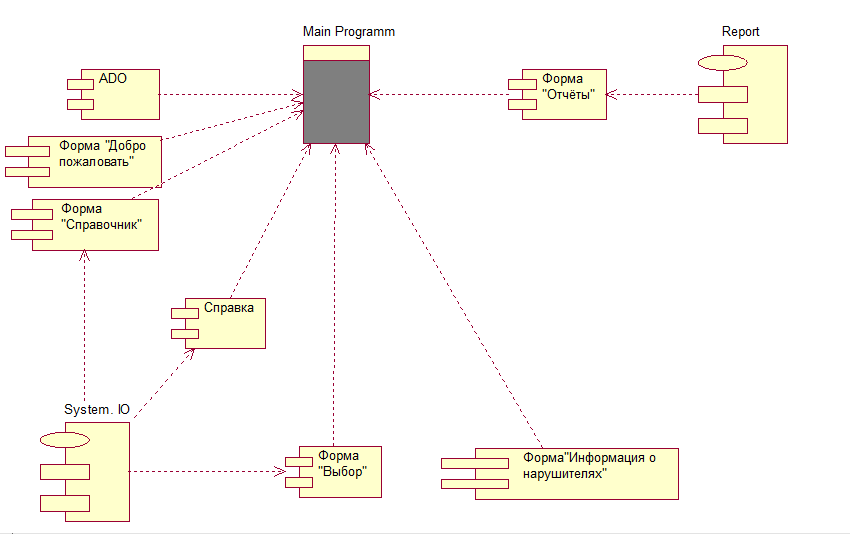 Main Programm
Report
ADO
Форма
"Отчёты"
Форма "Добро
пожаловать"
Форма
"Справочник"
Справка
System. IO
Форма
"Выбор"
Форма"Информация о
нарушителях"